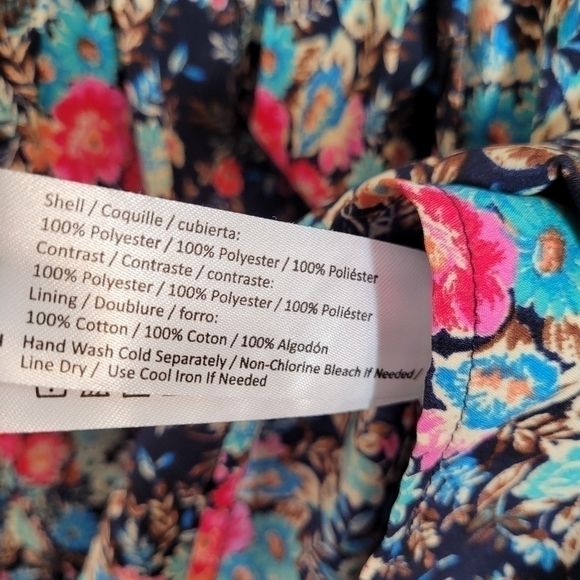 Shell / Coquille / cubierta:
100% Polyester / 100% Polyester / 100% Poliéster
Contrast / Contraste / contraste:
100% Polyester / 100% Polyester / 100% Poliéster
Lining / Doublure / forro:
100% Cotton / 100% Coton / 100% Algodón
Hand Wash Cold Separately / Non-Chlorine Bleach If Needed /
Line Dry / Use Cool Iron If Needed